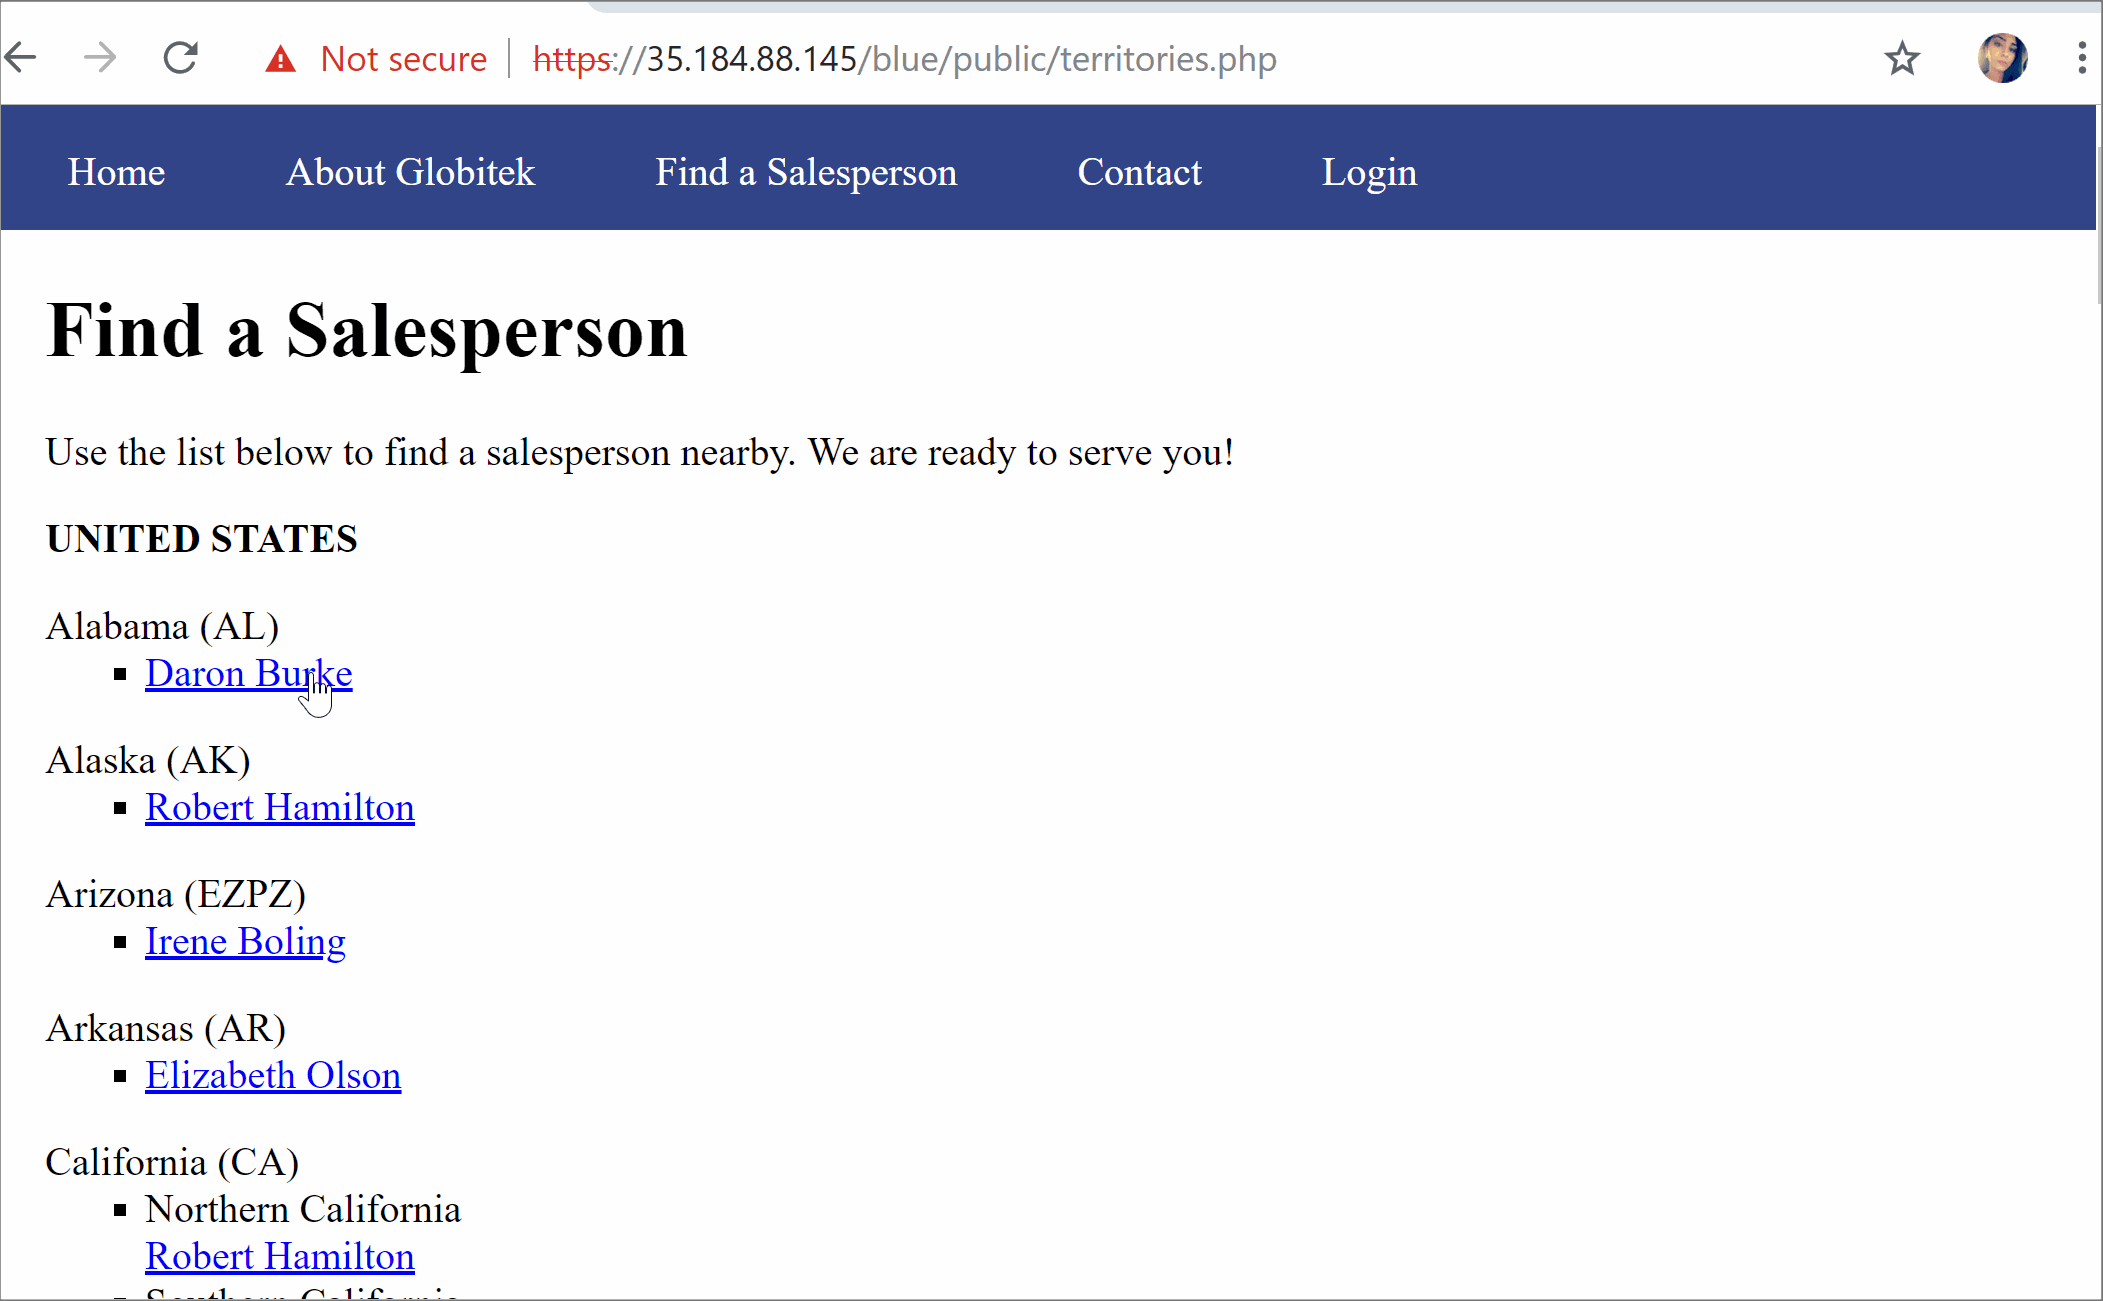 Not secure | https://35.184.88.145/blue/public/territories.php
Home About Globitek Find a Salesperson Contact Login
Find a Salesperson
Use the list below to find a salesperson nearby. We are ready to serve you!
UNITED STATES
Alabama (AL)
Daron Burke
Alaska (AK)
Robert Hamilton
Arizona (EZPZ)
Irene Boling
Arkansas (AR)
Elizabeth Olson
California (CA)
Northern California
Robert Hamilton
Southern California